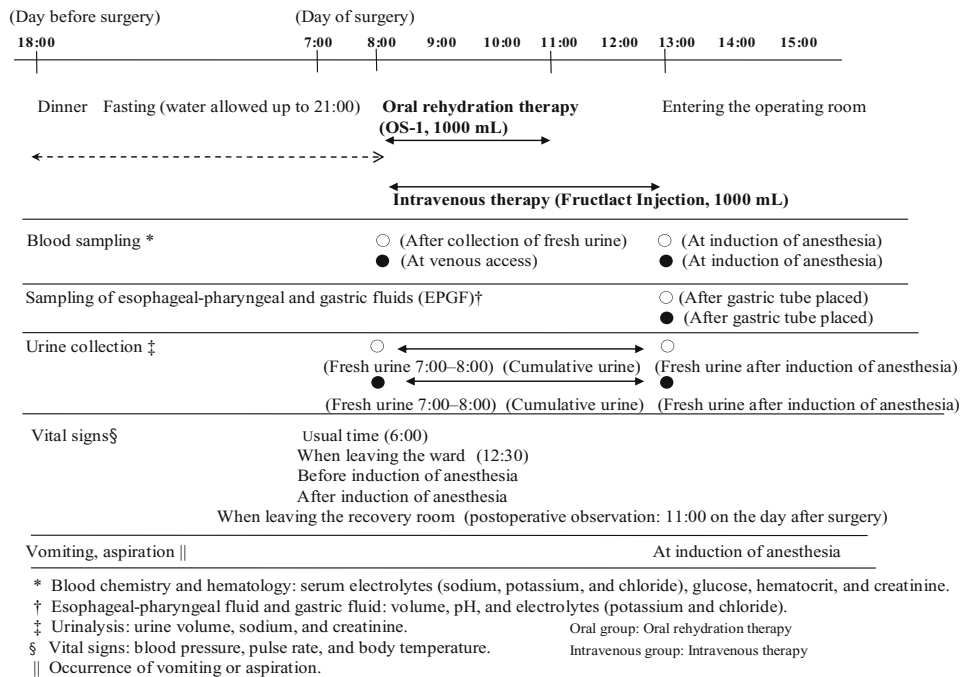 (Day before surgery) (Day of surgery)
18:00 7:00 8:00 9:00 10:00 11:00 12:00 13:00 14:00 15:00
Dinner Fasting (water allowed up to 21:00) Oral rehydration therapy Entering the operating room
(OS-1, 1000 mL)
Intravenous therapy (Fructlact Injection, 1000 mL)
Blood sampling * (After collection of fresh urine) (At induction of anesthesia)
(At venous access) (At induction of anesthesia)
Sampling of esophageal-pharyngeal and gastric fluids (EPGF)† (After gastric tube placed)
(After gastric tube placed)
Urine collection ‡
(Fresh urine 7:00–8:00) (Cumulative urine) (Fresh urine after induction of anesthesia)
(Fresh urine 7:00–8:00) (Cumulative urine) (Fresh urine after induction of anesthesia)
Vital signs§ Usual time (6:00)
When leaving the ward (12:30)
Before induction of anesthesia
After induction of anesthesia
When leaving the recovery room (postoperative observation: 11:00 on the day after surgery)
Vomiting, aspiration || At induction of anesthesia
* Blood chemistry and hematology: serum electrolytes (sodium, potassium, and chloride), glucose, hematocrit, and creatinine.
† Esophageal-pharyngeal fluid and gastric fluid: volume, pH, and electrolytes (potassium and chloride).
‡ Urinalysis: urine volume, sodium, and creatinine. Oral group: Oral rehydration therapy
§ Vital signs: blood pressure, pulse rate, and body temperature. Intravenous group: Intravenous therapy
|| Occurrence of vomiting or aspiration.